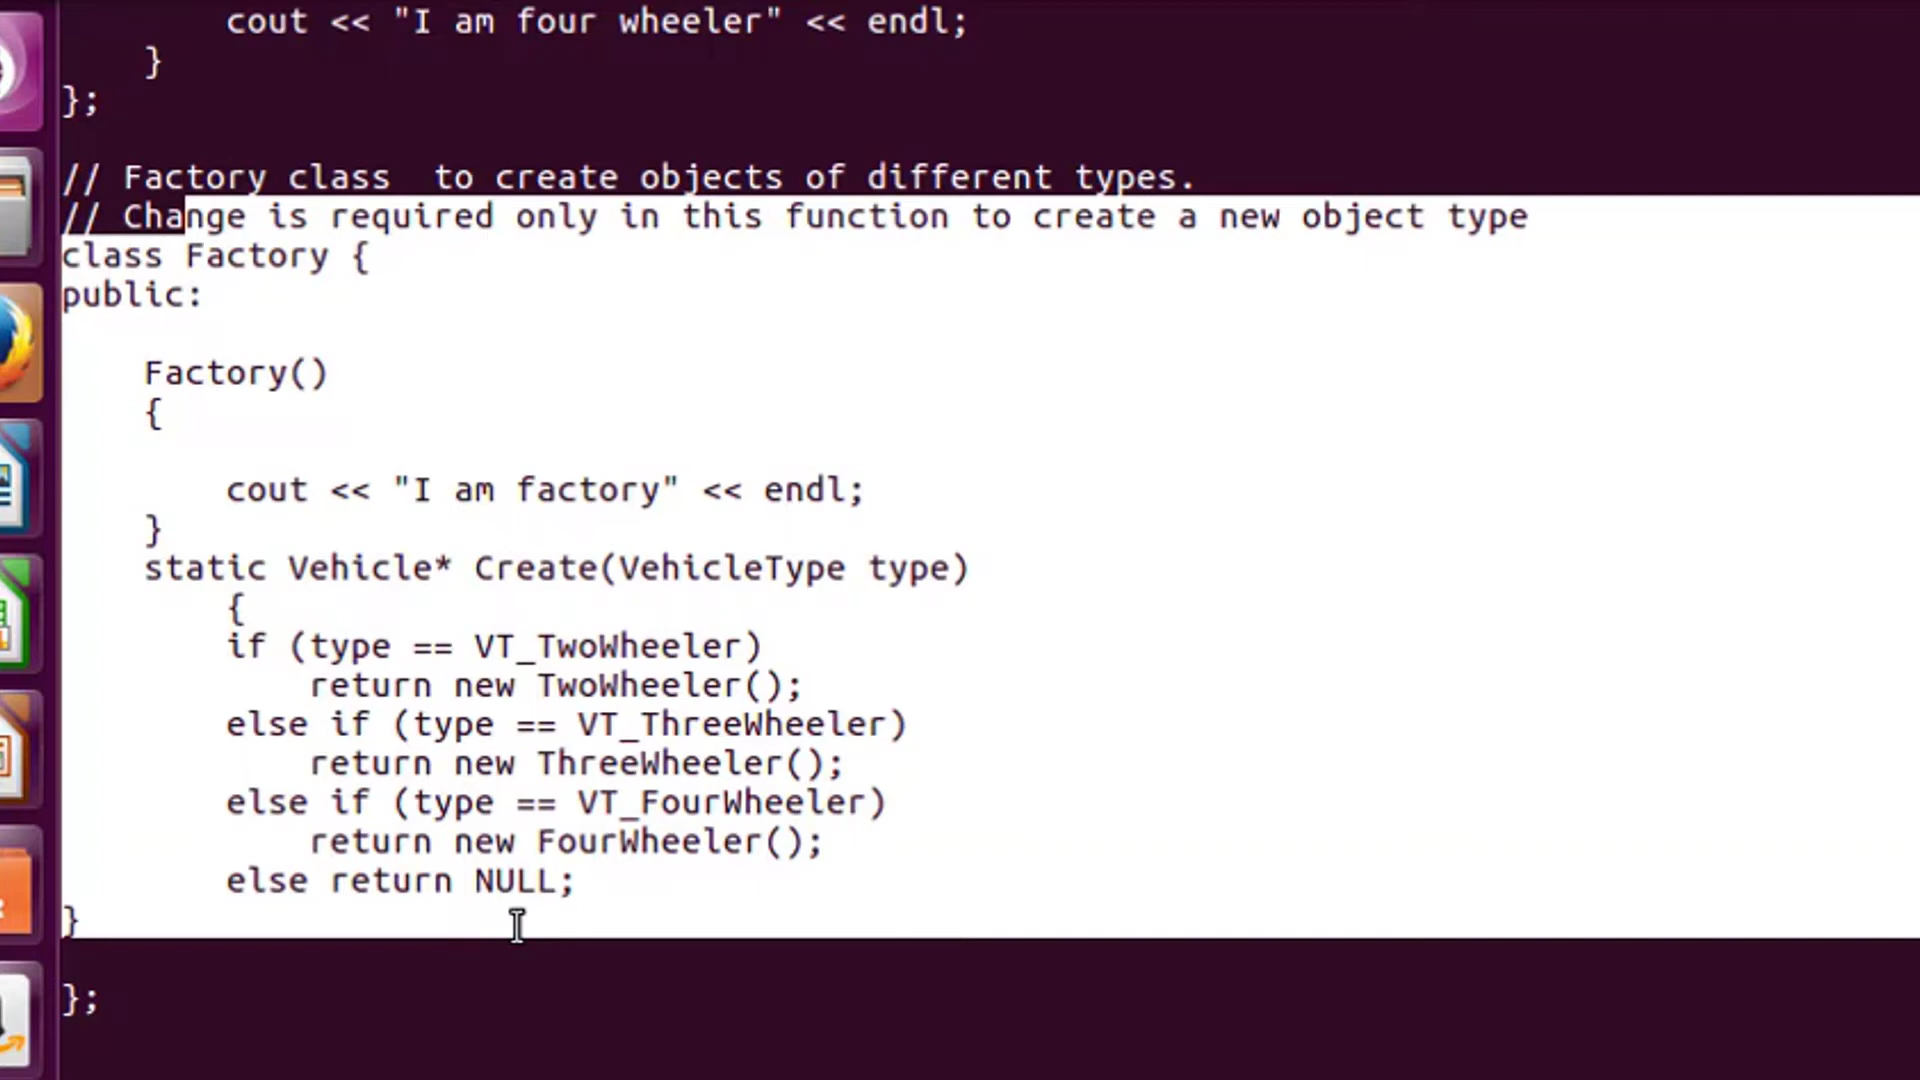 cout << "I am four wheeler" << endl;
}
};
// Factory class  to create objects of different types.
// Change is required only in this function to create a new object type
class Factory {
public:
Factory()
{
cout << "I am factory" << endl;
}
static Vehicle* Create(VehicleType type)
{
if (type == VT_TwoWheeler)
return new TwoWheeler();
else if (type == VT_ThreeWheeler)
return new ThreeWheeler();
else if (type == VT_FourWheeler)
return new FourWheeler();
else return NULL;
}
};